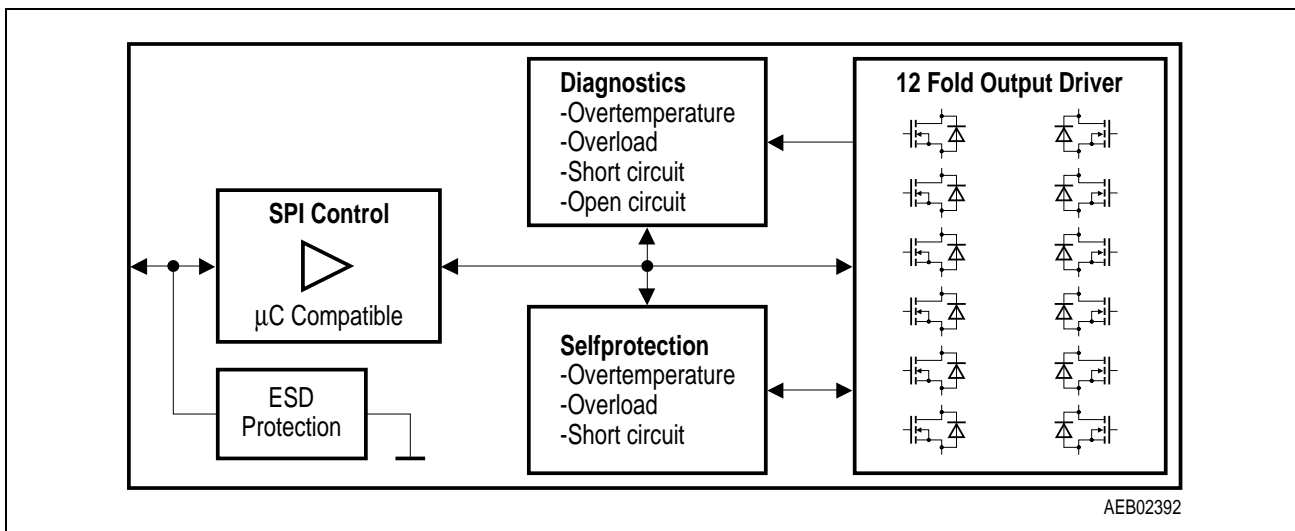 Diagnostics
-Overtemperature
-Overload
-Short circuit
-Open circuit
12 Fold Output Driver
SPI Control
μC Compatible
Selfprotection
-Overtemperature
-Overload
-Short circuit
ESD
Protection
AEB02392